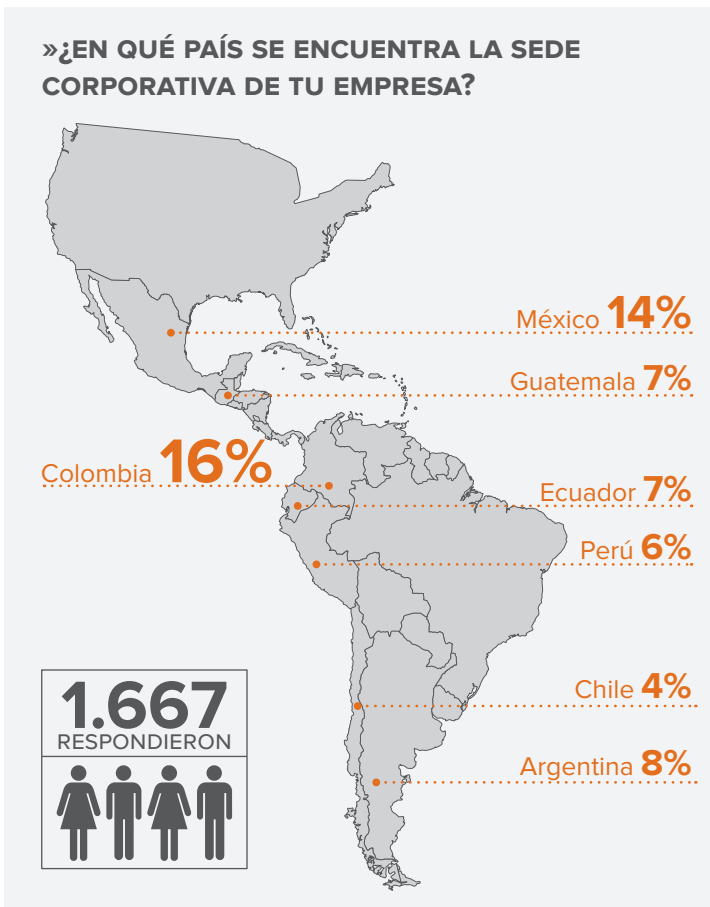 »¿EN QUÉ PAÍS SE ENCUENTRA LA SEDE
CORPORATIVA DE TU EMPRESA?
México 14%
Guatemala 7%
Colombia 16%
Ecuador 7%
Perú 6%
Chile 4%
Argentina 8%
1.667
RESPONDIERON